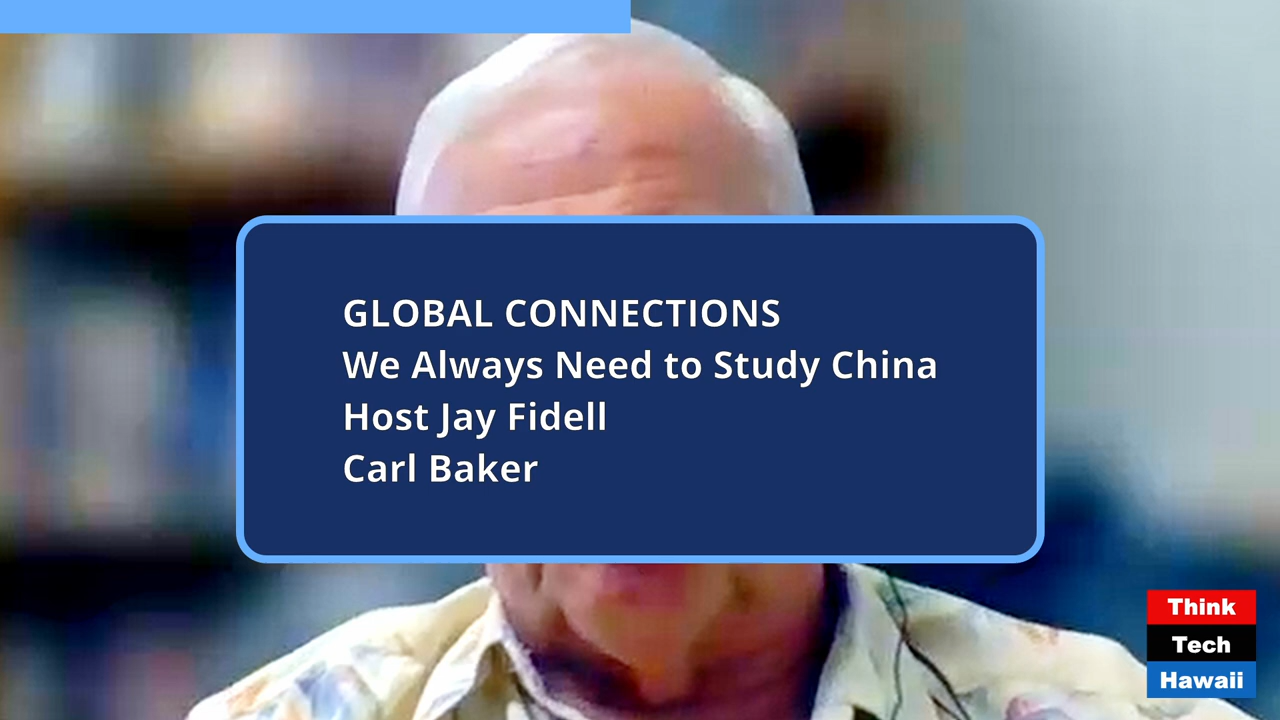 GLOBAL CONNECTIONS
We Always Need to Study China
Host Jay Fidell
Carl Baker
Think
Tech
Hawaii